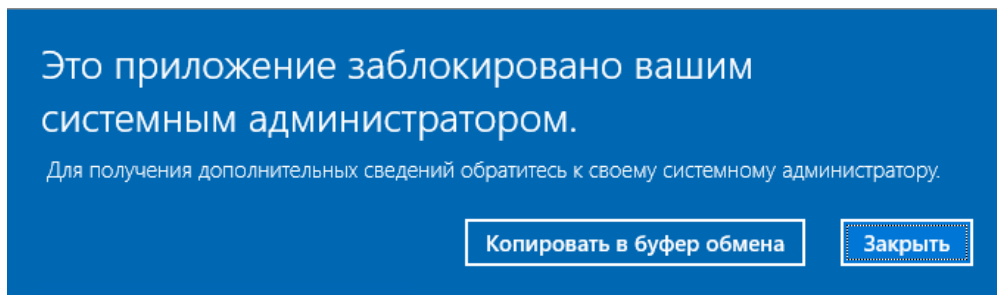 Это приложение заблокировано вашим
системным администратором.
Для получения дополнительных сведений обратитесь к своему системному администратору.
Копировать в буфер обмена
Закрыть